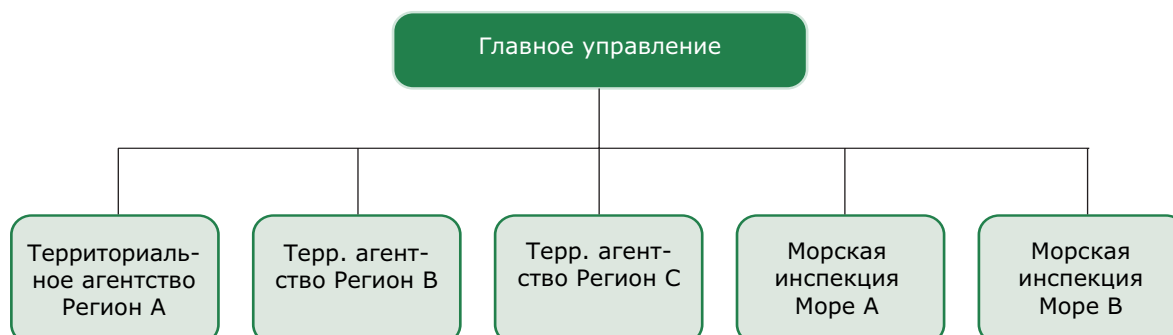 Главное управление
Территориаль-
ное агентство
Регион А
Терр. агент-
ство Регион В
Терр. агент-
ство Регион С
Морская
инспекция
Море А
Морская
инспекция
Море В